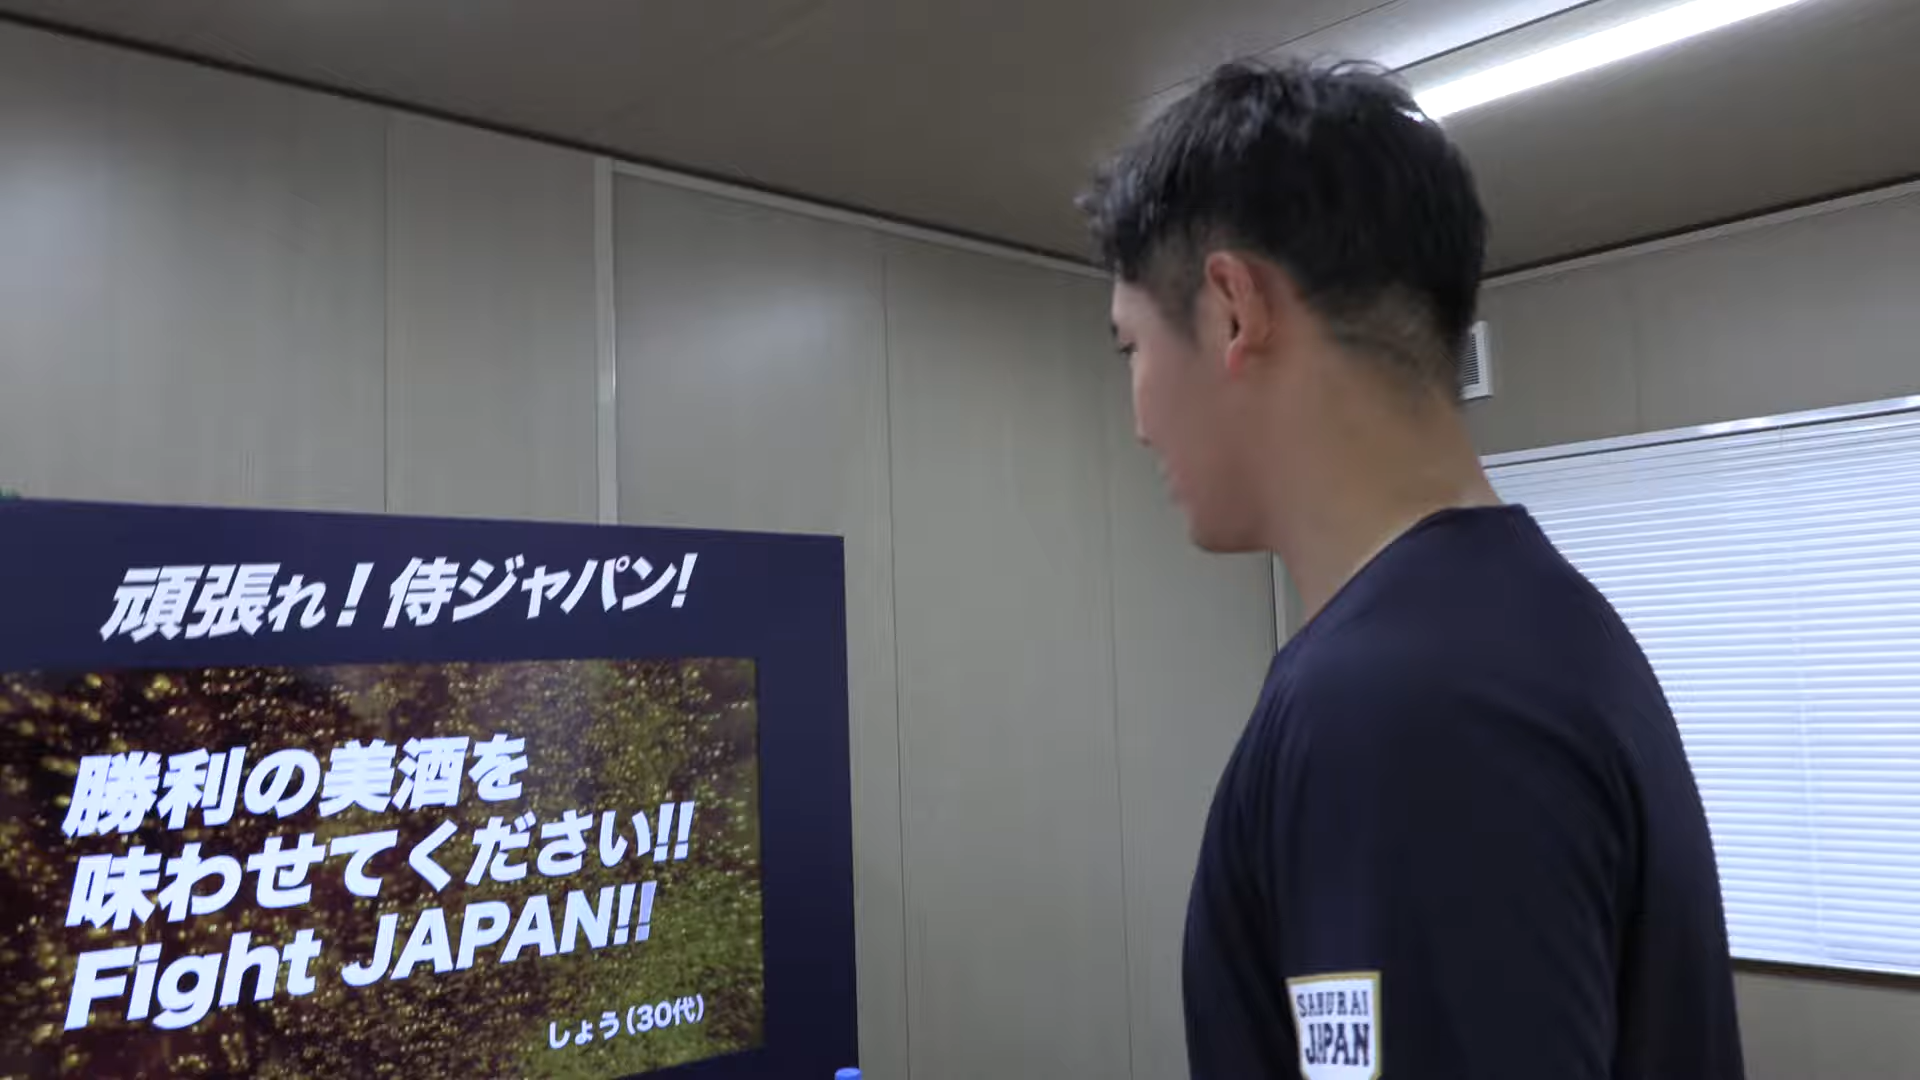 頑張れ！侍ジャパン！
勝利の美酒を
味わせてください!!
Fight JAPAN!!
しょう（30代）
SAMURAI
JAPAN